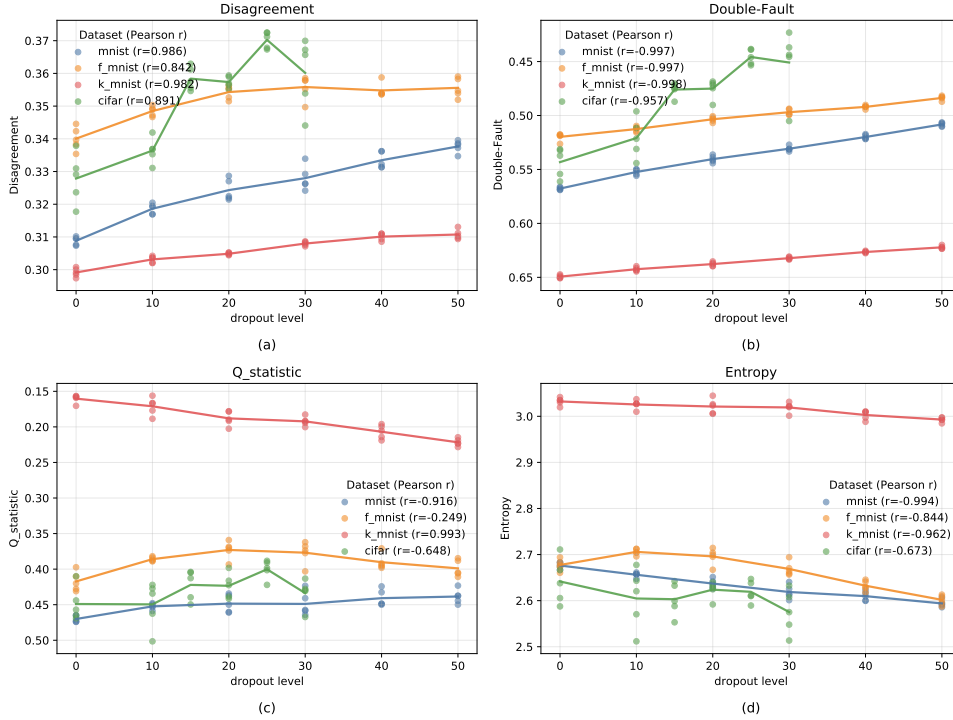 Disagreement
Dataset (Pearson r)
mnist (r=0.986)
f_mnist (r=0.842)
k_mnist (r=0.982)
cifar (r=0.891)
0.37
0.36
0.35
0.34
0.33
0.32
0.31
0.30
Disagreement
0 10 20 30 40 50
dropout level
(a)
Double-Fault
Dataset (Pearson r)
mnist (r=-0.997)
f_mnist (r=-0.997)
k_mnist (r=-0.998)
cifar (r=-0.957)
0.45
0.50
0.55
0.60
0.65
Double-Fault
0 10 20 30 40 50
dropout level
(b)
Q_statistic
0.15
0.20
0.25
0.30
0.35
0.40
0.45
0.50
Q_statistic
Dataset (Pearson r)
mnist (r=-0.916)
f_mnist (r=-0.249)
k_mnist (r=0.993)
cifar (r=-0.648)
0 10 20 30 40 50
dropout level
(c)
Entropy
3.0
2.9
2.8
2.7
2.6
2.5
Entropy
Dataset (Pearson r)
mnist (r=-0.994)
f_mnist (r=-0.844)
k_mnist (r=-0.962)
cifar (r=-0.673)
0 10 20 30 40 50
dropout level
(d)